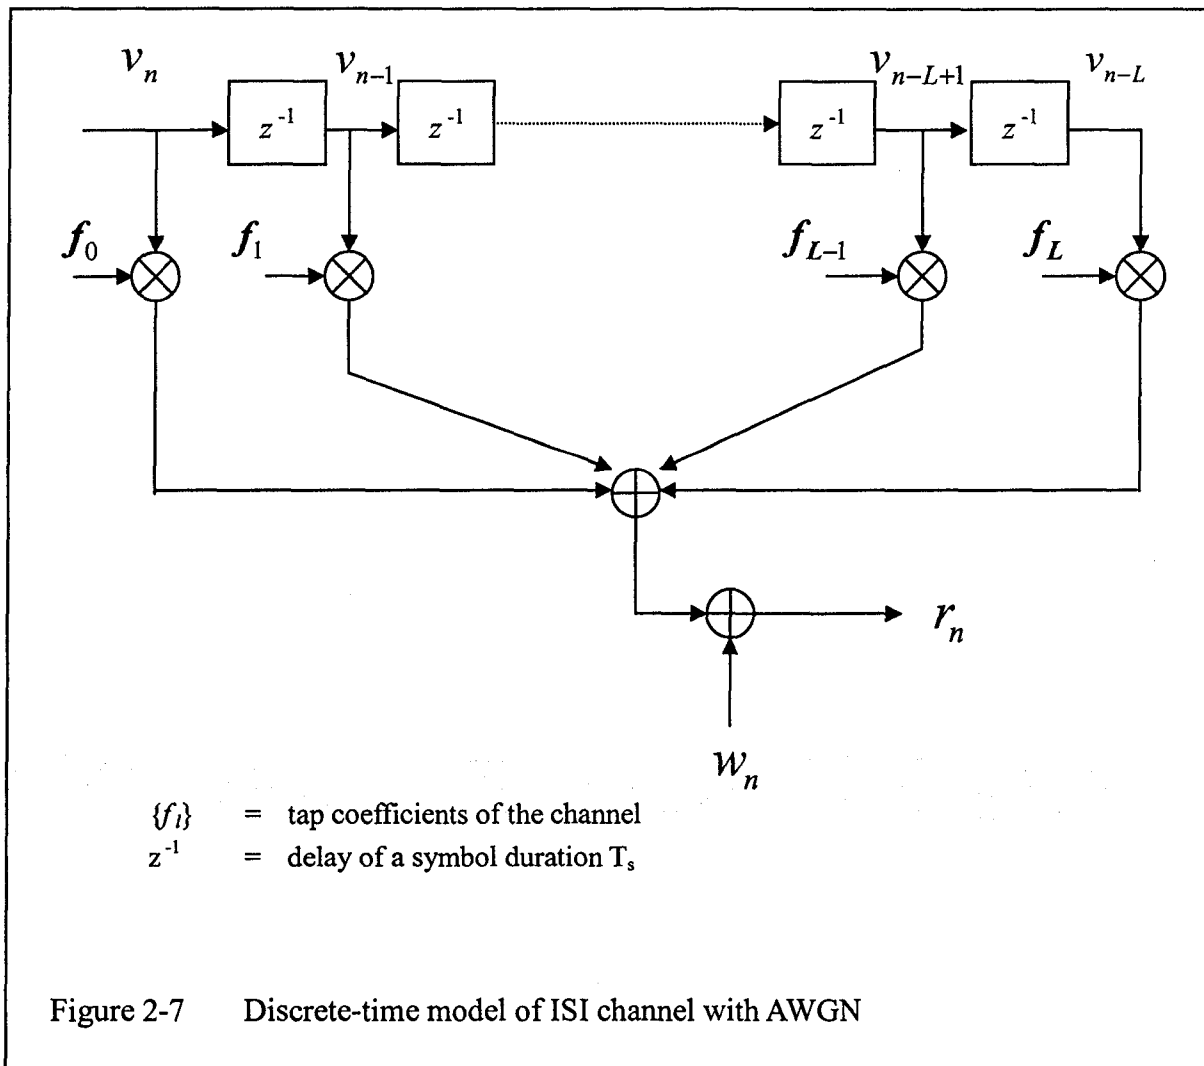 v_n v_{n-1} v_{n-L+1} v_{n-L}
z^{-1} z^{-1} z^{-1} z^{-1}
f_0 f_1 f_{L-1} f_L
r_n
w_n
{f_l} = tap coefficients of the channel
z^{-1} = delay of a symbol duration T_s
Figure 2-7 Discrete-time model of ISI channel with AWGN